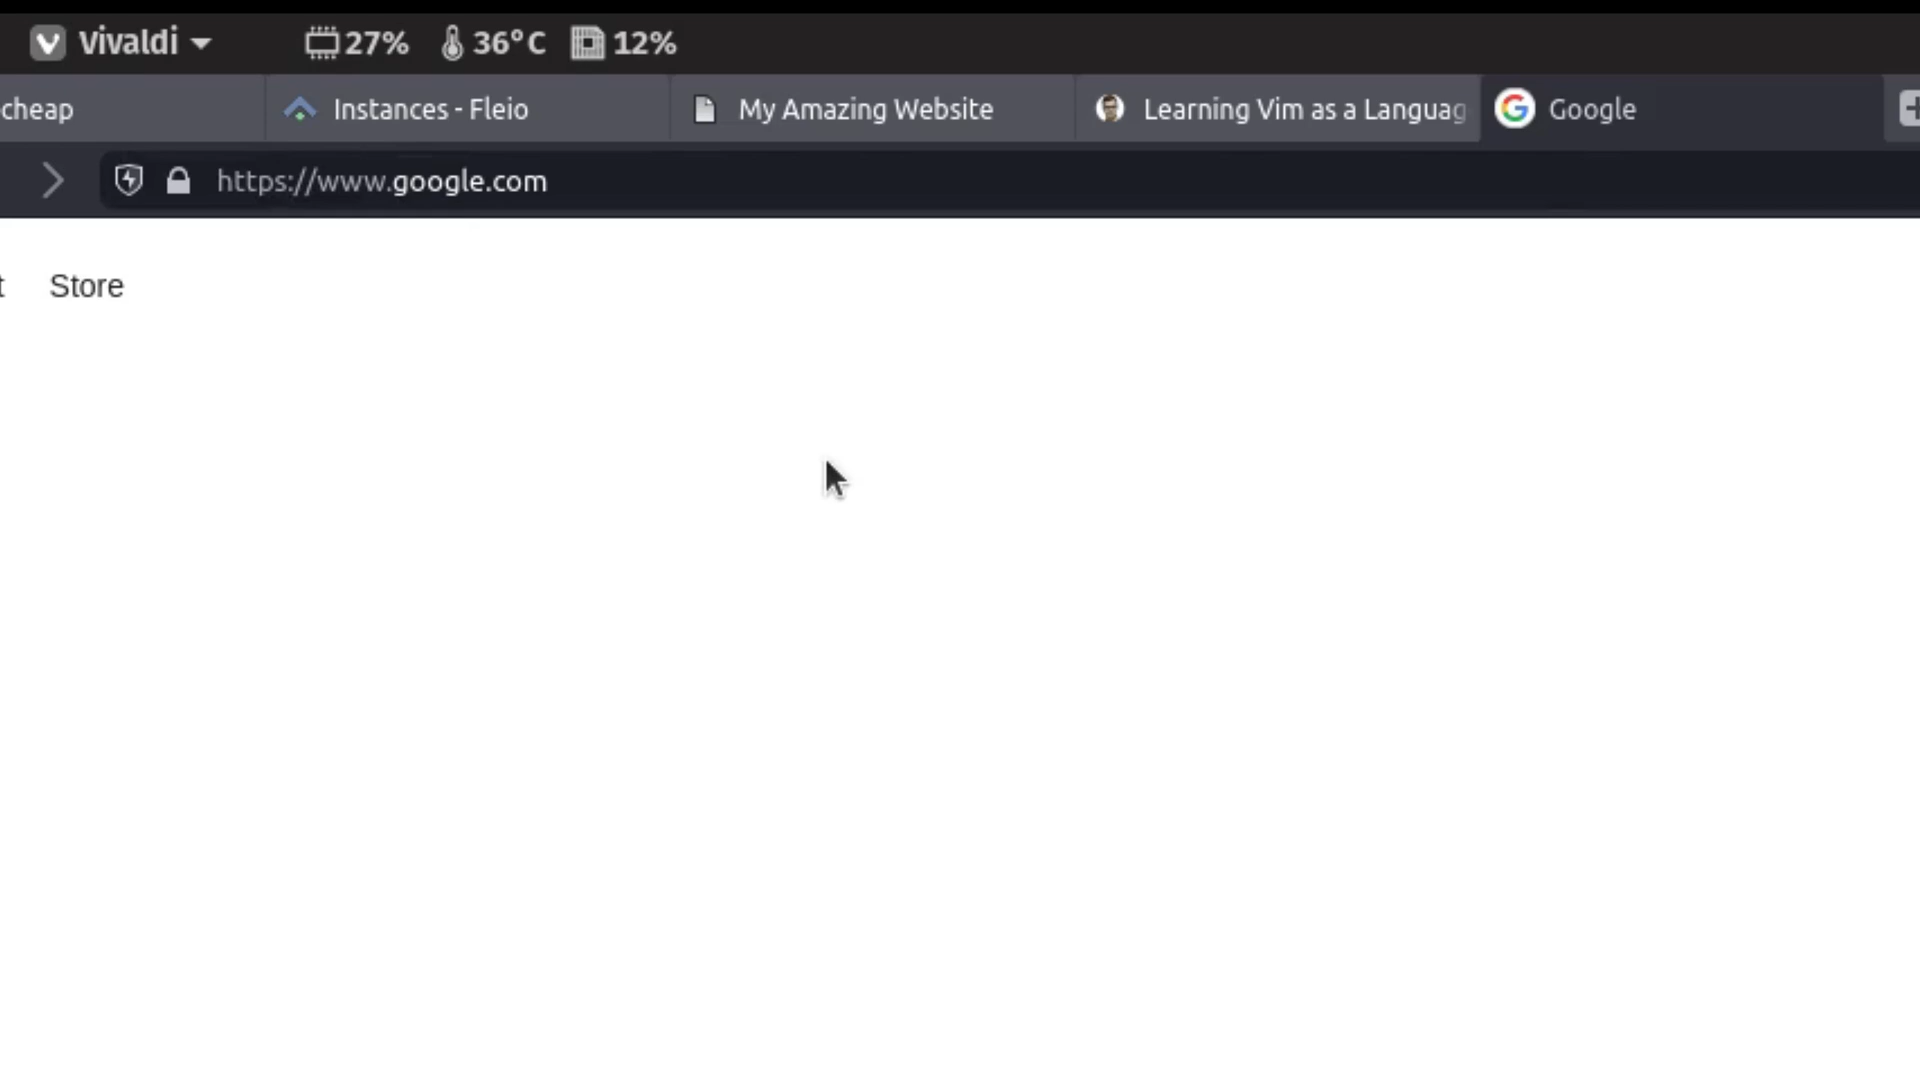 Vivaldi 27% 36°C 12%
cheap Instances - Fleio My Amazing Website Learning Vim as a Languag Google
https://www.google.com
t Store